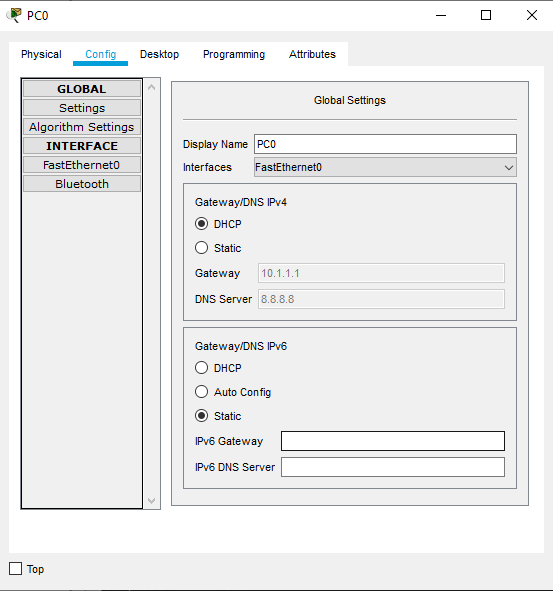 PC0
Physical Config Desktop Programming Attributes
GLOBAL
Settings
Algorithm Settings
INTERFACE
FastEthernet0
Bluetooth
Global Settings
Display Name PC0
Interfaces FastEthernet0
Gateway/DNS IPv4
DHCP
Static
Gateway 10.1.1.1
DNS Server 8.8.8.8
Gateway/DNS IPv6
DHCP
Auto Config
Static
IPv6 Gateway
IPv6 DNS Server
Top